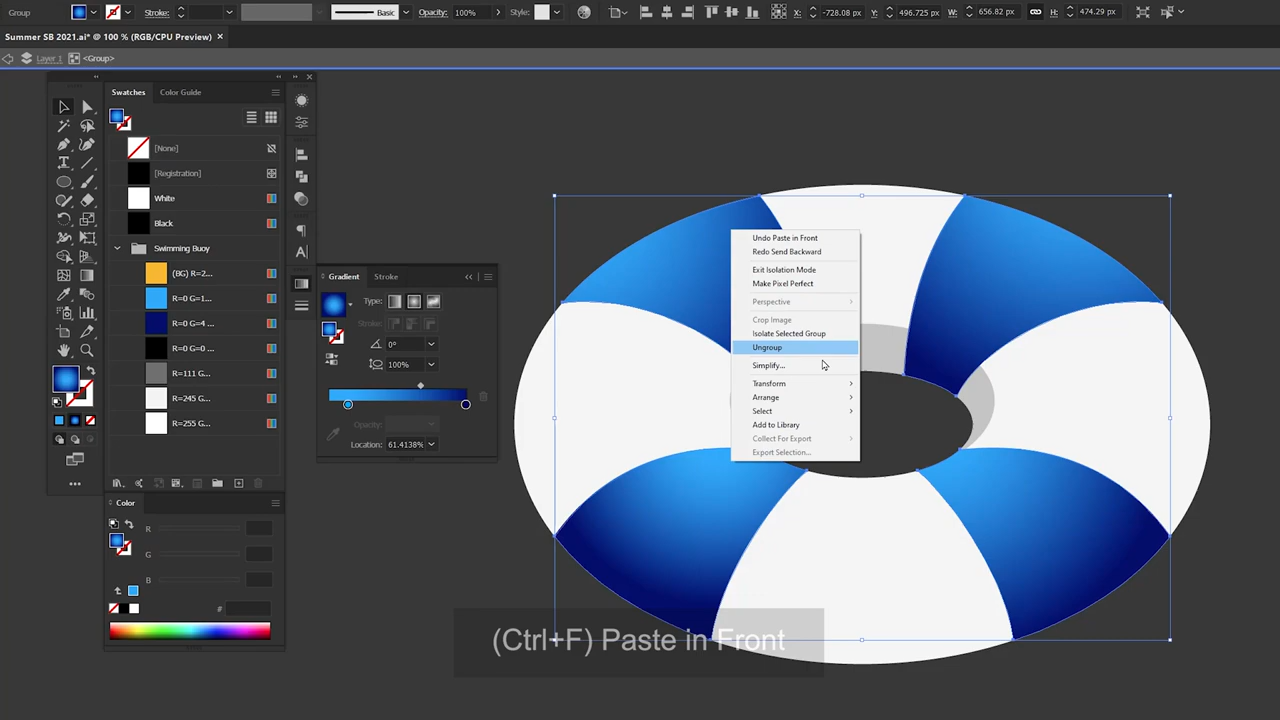 Group
Stroke:
Basic
Opacity: 100%
Style:
X: -728.08 px
Y: 496.725 px
W: 656.82 px
H: 474.29 px
Summer SB 2021.ai* @ 100 % (RGB/CPU Preview) ×
Layer 1 <Group>
Swatches Color Guide
[None]
[Registration]
White
Black
Swimming Buoy
(BG) R=2...
R=0 G=1...
R=0 G=4 ...
R=0 G=0 ...
R=111 G...
R=245 G...
R=255 G...
Color
R
G
B
#
Gradient Stroke
Type:
Stroke:
0°
100%
Opacity:
Location: 61.4138%
Undo Paste in Front
Redo Send Backward
Exit Isolation Mode
Make Pixel Perfect
Perspective
Crop Image
Isolate Selected Group
Ungroup
Simplify...
Transform
Arrange
Select
Add to Library
Collect For Export
Export Selection...
(Ctrl+F) Paste in Front